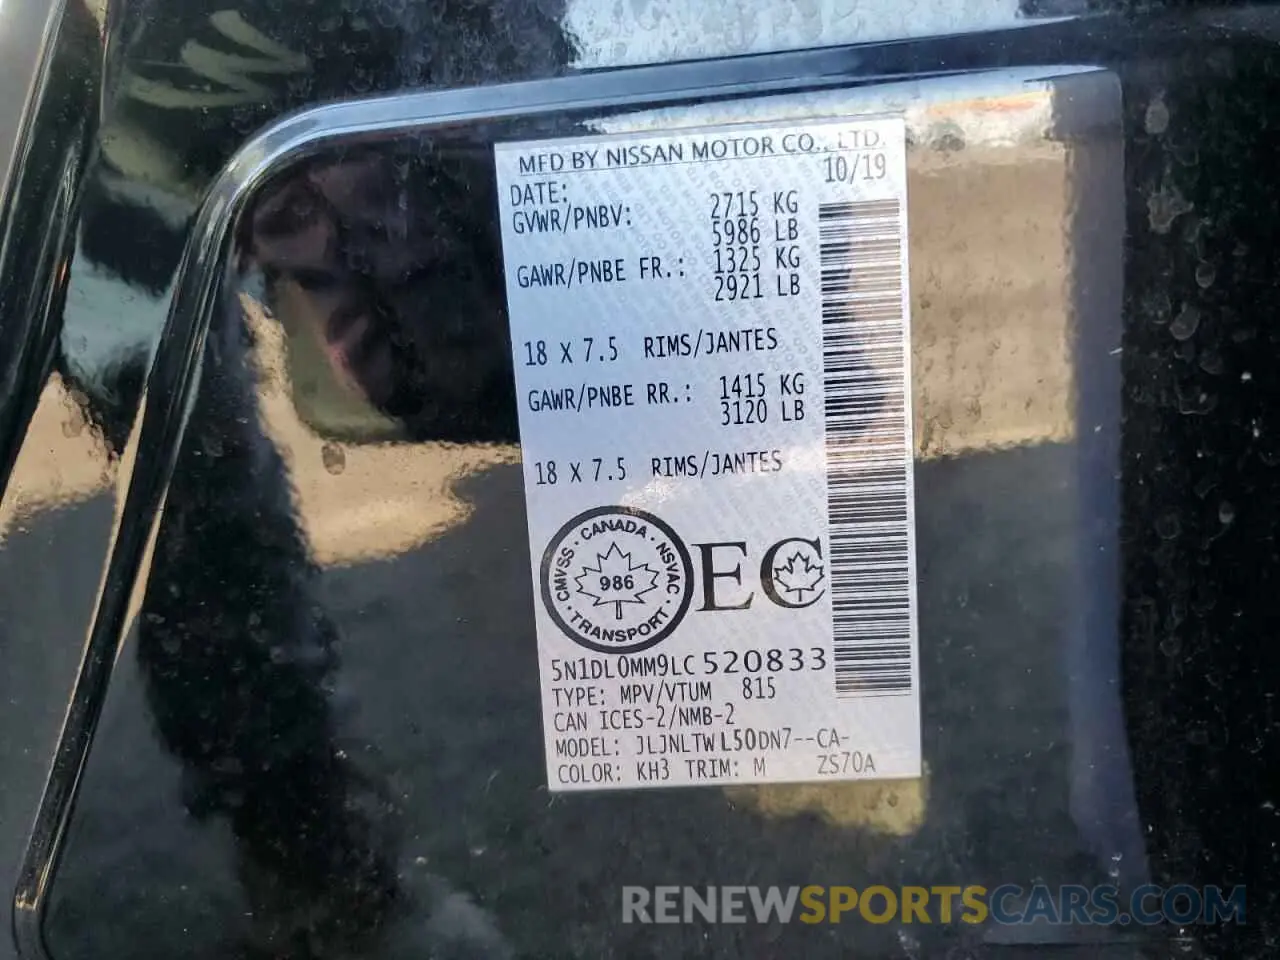 MFD BY NISSAN MOTOR CO., LTD.
DATE: 10/19
GVWR/PNBV: 2715 KG
5986 LB
GAWR/PNBE FR.: 1325 KG
2921 LB
18 X 7.5 RIMS/JANTES
GAWR/PNBE RR.: 1415 KG
3120 LB
18 X 7.5 RIMS/JANTES
CANADA · NSVAC · TRANSPORT · CMVSS ·
986
EC
5N1DL0MM9LC520833
TYPE: MPV/VTUM 815
CAN ICES-2/NMB-2
MODEL: JLJNLTWL50DN7--CA-
COLOR: KH3 TRIM: M ZS70A
RENEWSPORTSCARS.COM